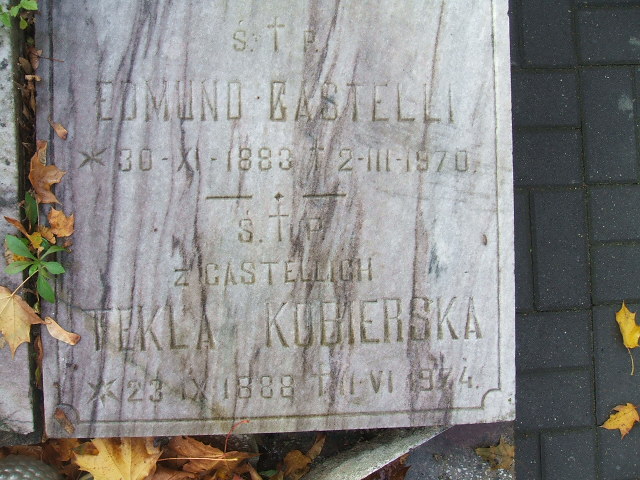 Ś. † P.
EDMUND CASTELLI
* 30-XI-1883 † 2-III-1970.
Ś. † P.
Z CASTELLICH
TEKLA KOBIERSKA
* 23-IX-1888 † 11-VI 1974.